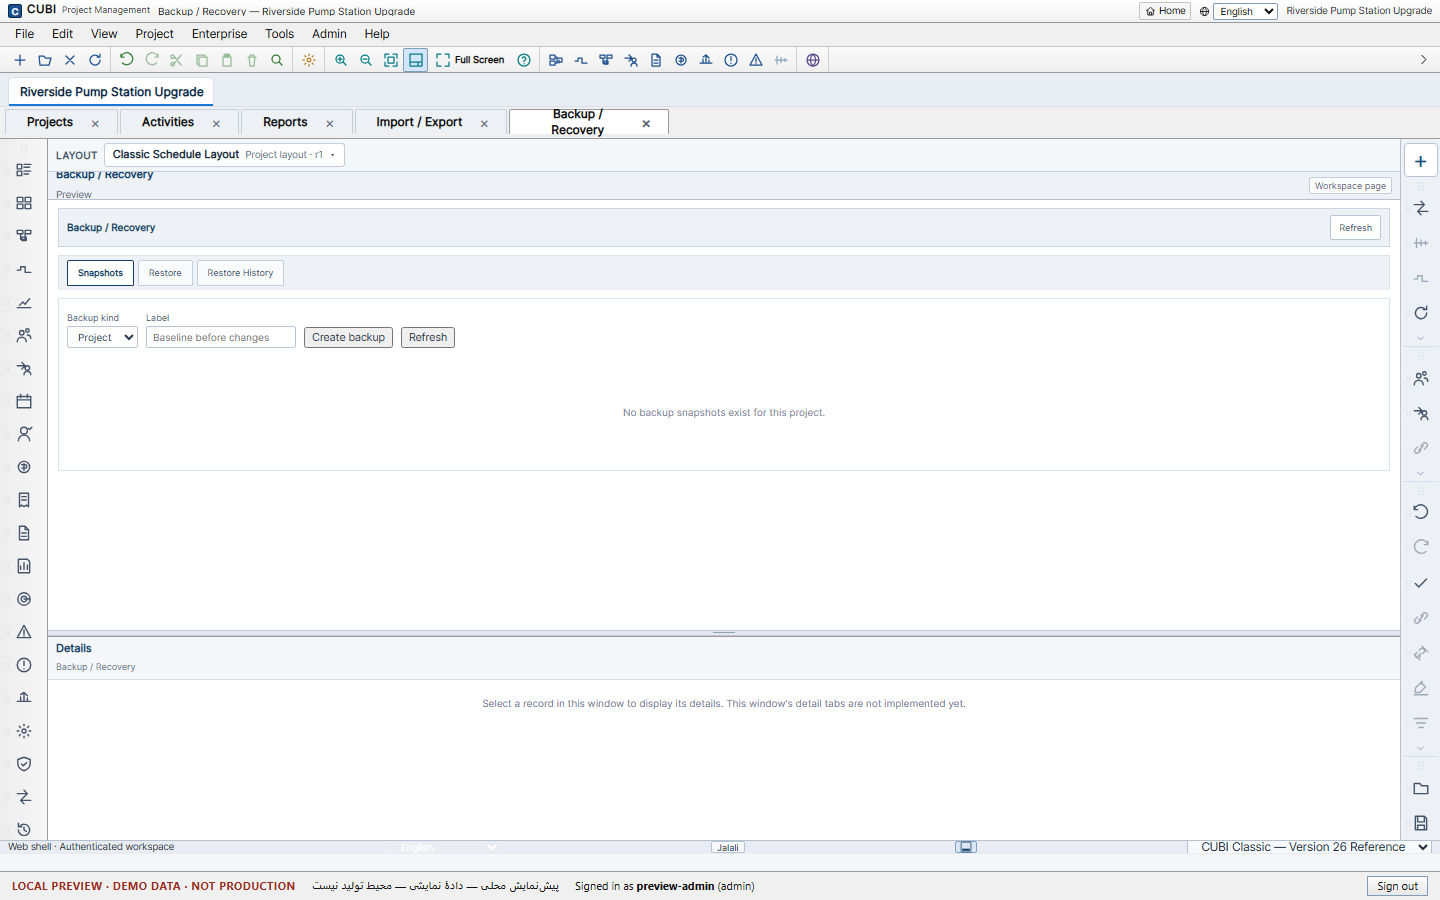 CUBI Project Management Backup / Recovery — Riverside Pump Station Upgrade Home English Riverside Pump Station Upgrade
File Edit View Project Enterprise Tools Admin Help
Full Screen
Riverside Pump Station Upgrade
Projects Activities Reports Import / Export Backup / Recovery
LAYOUT Classic Schedule Layout Project layout · r1
Backup / Recovery
Preview
Workspace page
Backup / Recovery Refresh
Snapshots Restore Restore History
Backup kind Label
Project Baseline before changes Create backup Refresh
No backup snapshots exist for this project.
Details
Backup / Recovery
Select a record in this window to display its details. This window's detail tabs are not implemented yet.
Web shell · Authenticated workspace English Jalali CUBI Classic — Version 26 Reference
LOCAL PREVIEW · DEMO DATA · NOT PRODUCTION پیش‌نمایش محلی — دادهٔ نمایشی — محیط تولید نیست Signed in as preview-admin (admin) Sign out